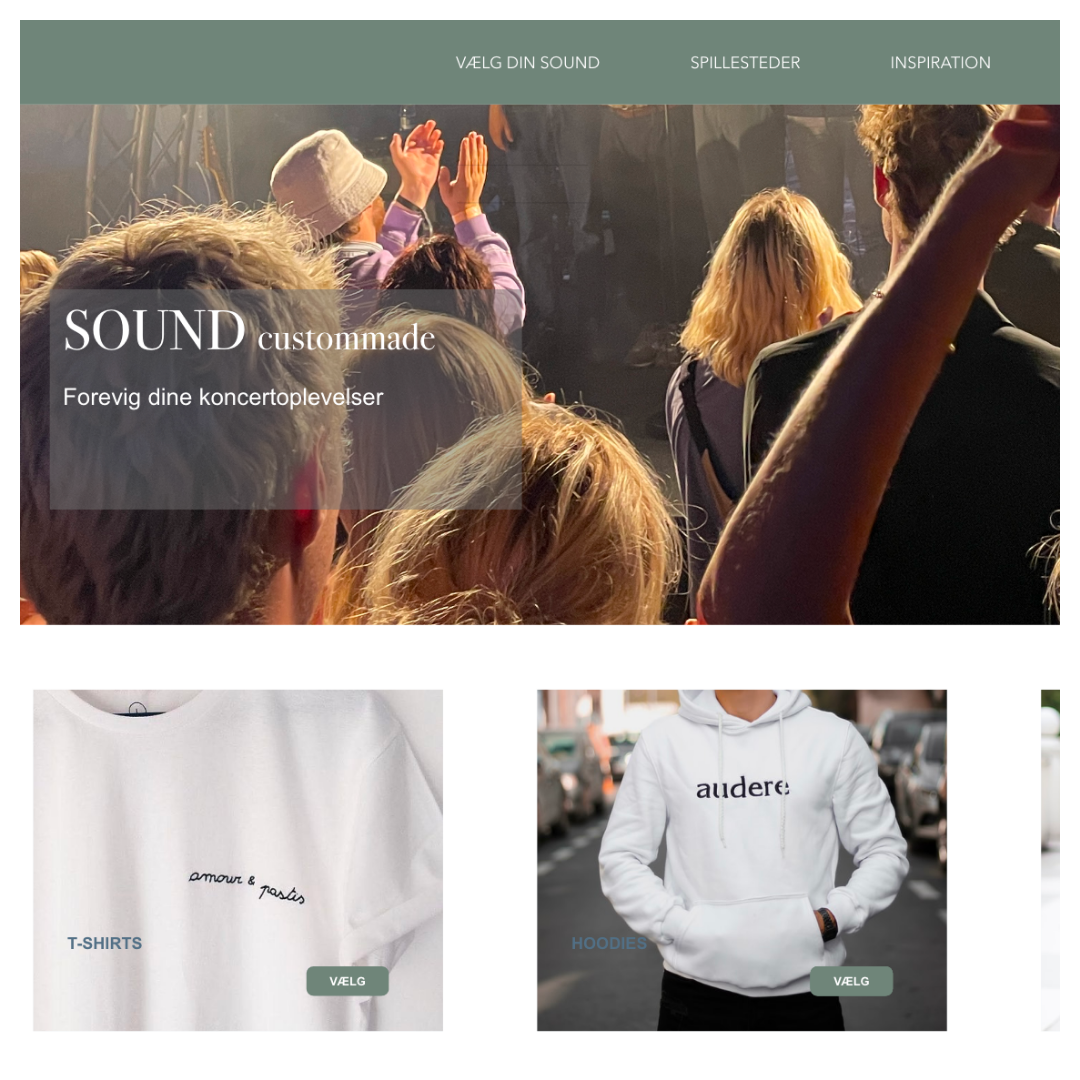 VÆLG DIN SOUND SPILLESTEDER INSPIRATION
SOUND custommade
Forevig dine koncertoplevelser
amour & pastis
audere
T-SHIRTS
HOODIES
VÆLG
VÆLG